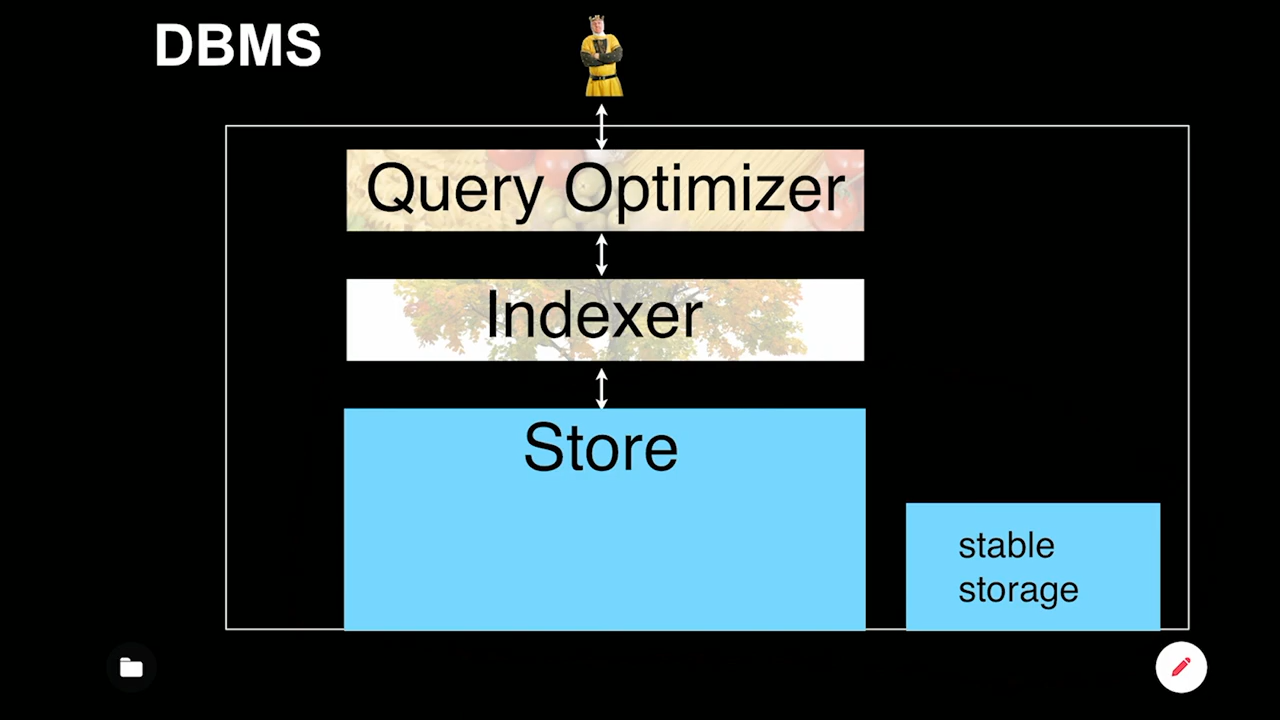 DBMS
Query Optimizer
Indexer
Store
stable
storage